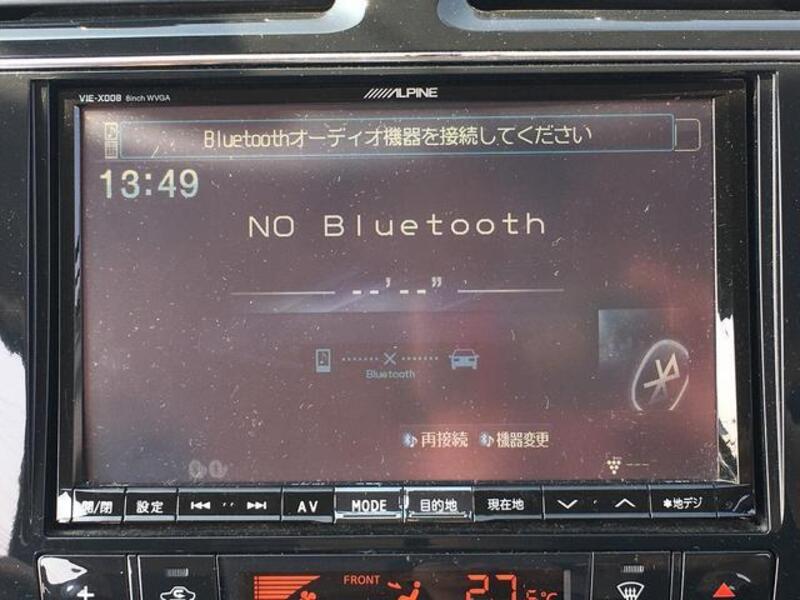 VIE-X008 8inch WVGA
ALPINE
Bluetoothオーディオ機器を接続してください
13:49
NO Bluetooth
--'--"
Bluetooth
再接続 機器変更
開/閉 設定 AV MODE 目的地 現在地 ✱地デジ
FRONT 27.5°C